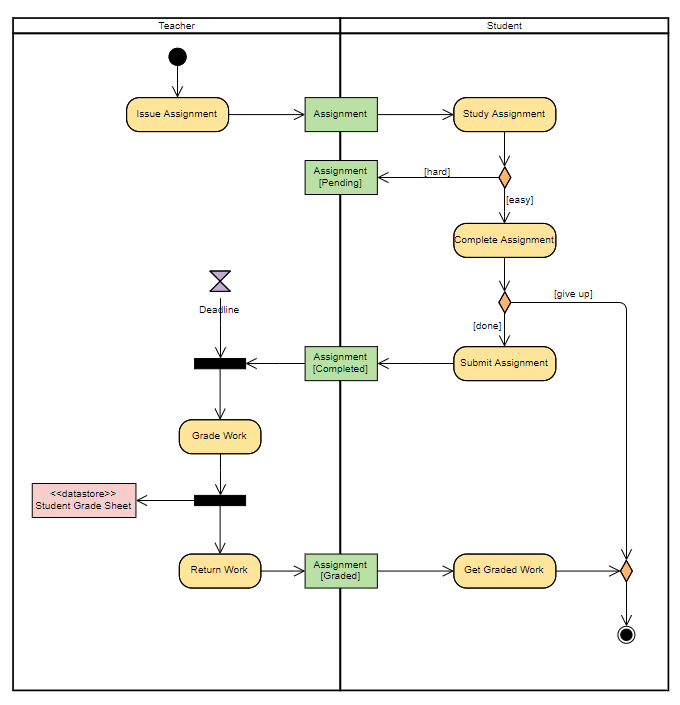 Teacher
Student
Issue Assignment
Assignment
Study Assignment
Assignment
[Pending]
[hard]
[easy]
Complete Assignment
Deadline
[give up]
[done]
Assignment
[Completed]
Submit Assignment
Grade Work
<<datastore>>
Student Grade Sheet
Return Work
Assignment
[Graded]
Get Graded Work